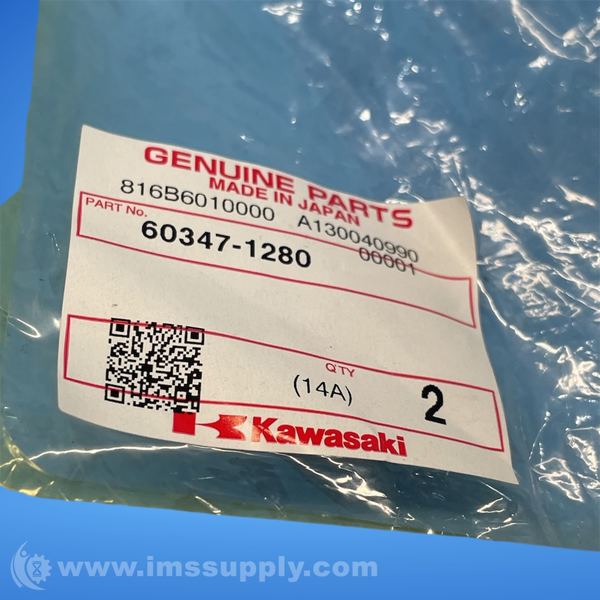 GENUINE PARTS
MADE IN JAPAN
816B6010000 A130040990
00001
PART No.
60347-1280
QTY
(14A) 2
Kawasaki
www.imssupply.com